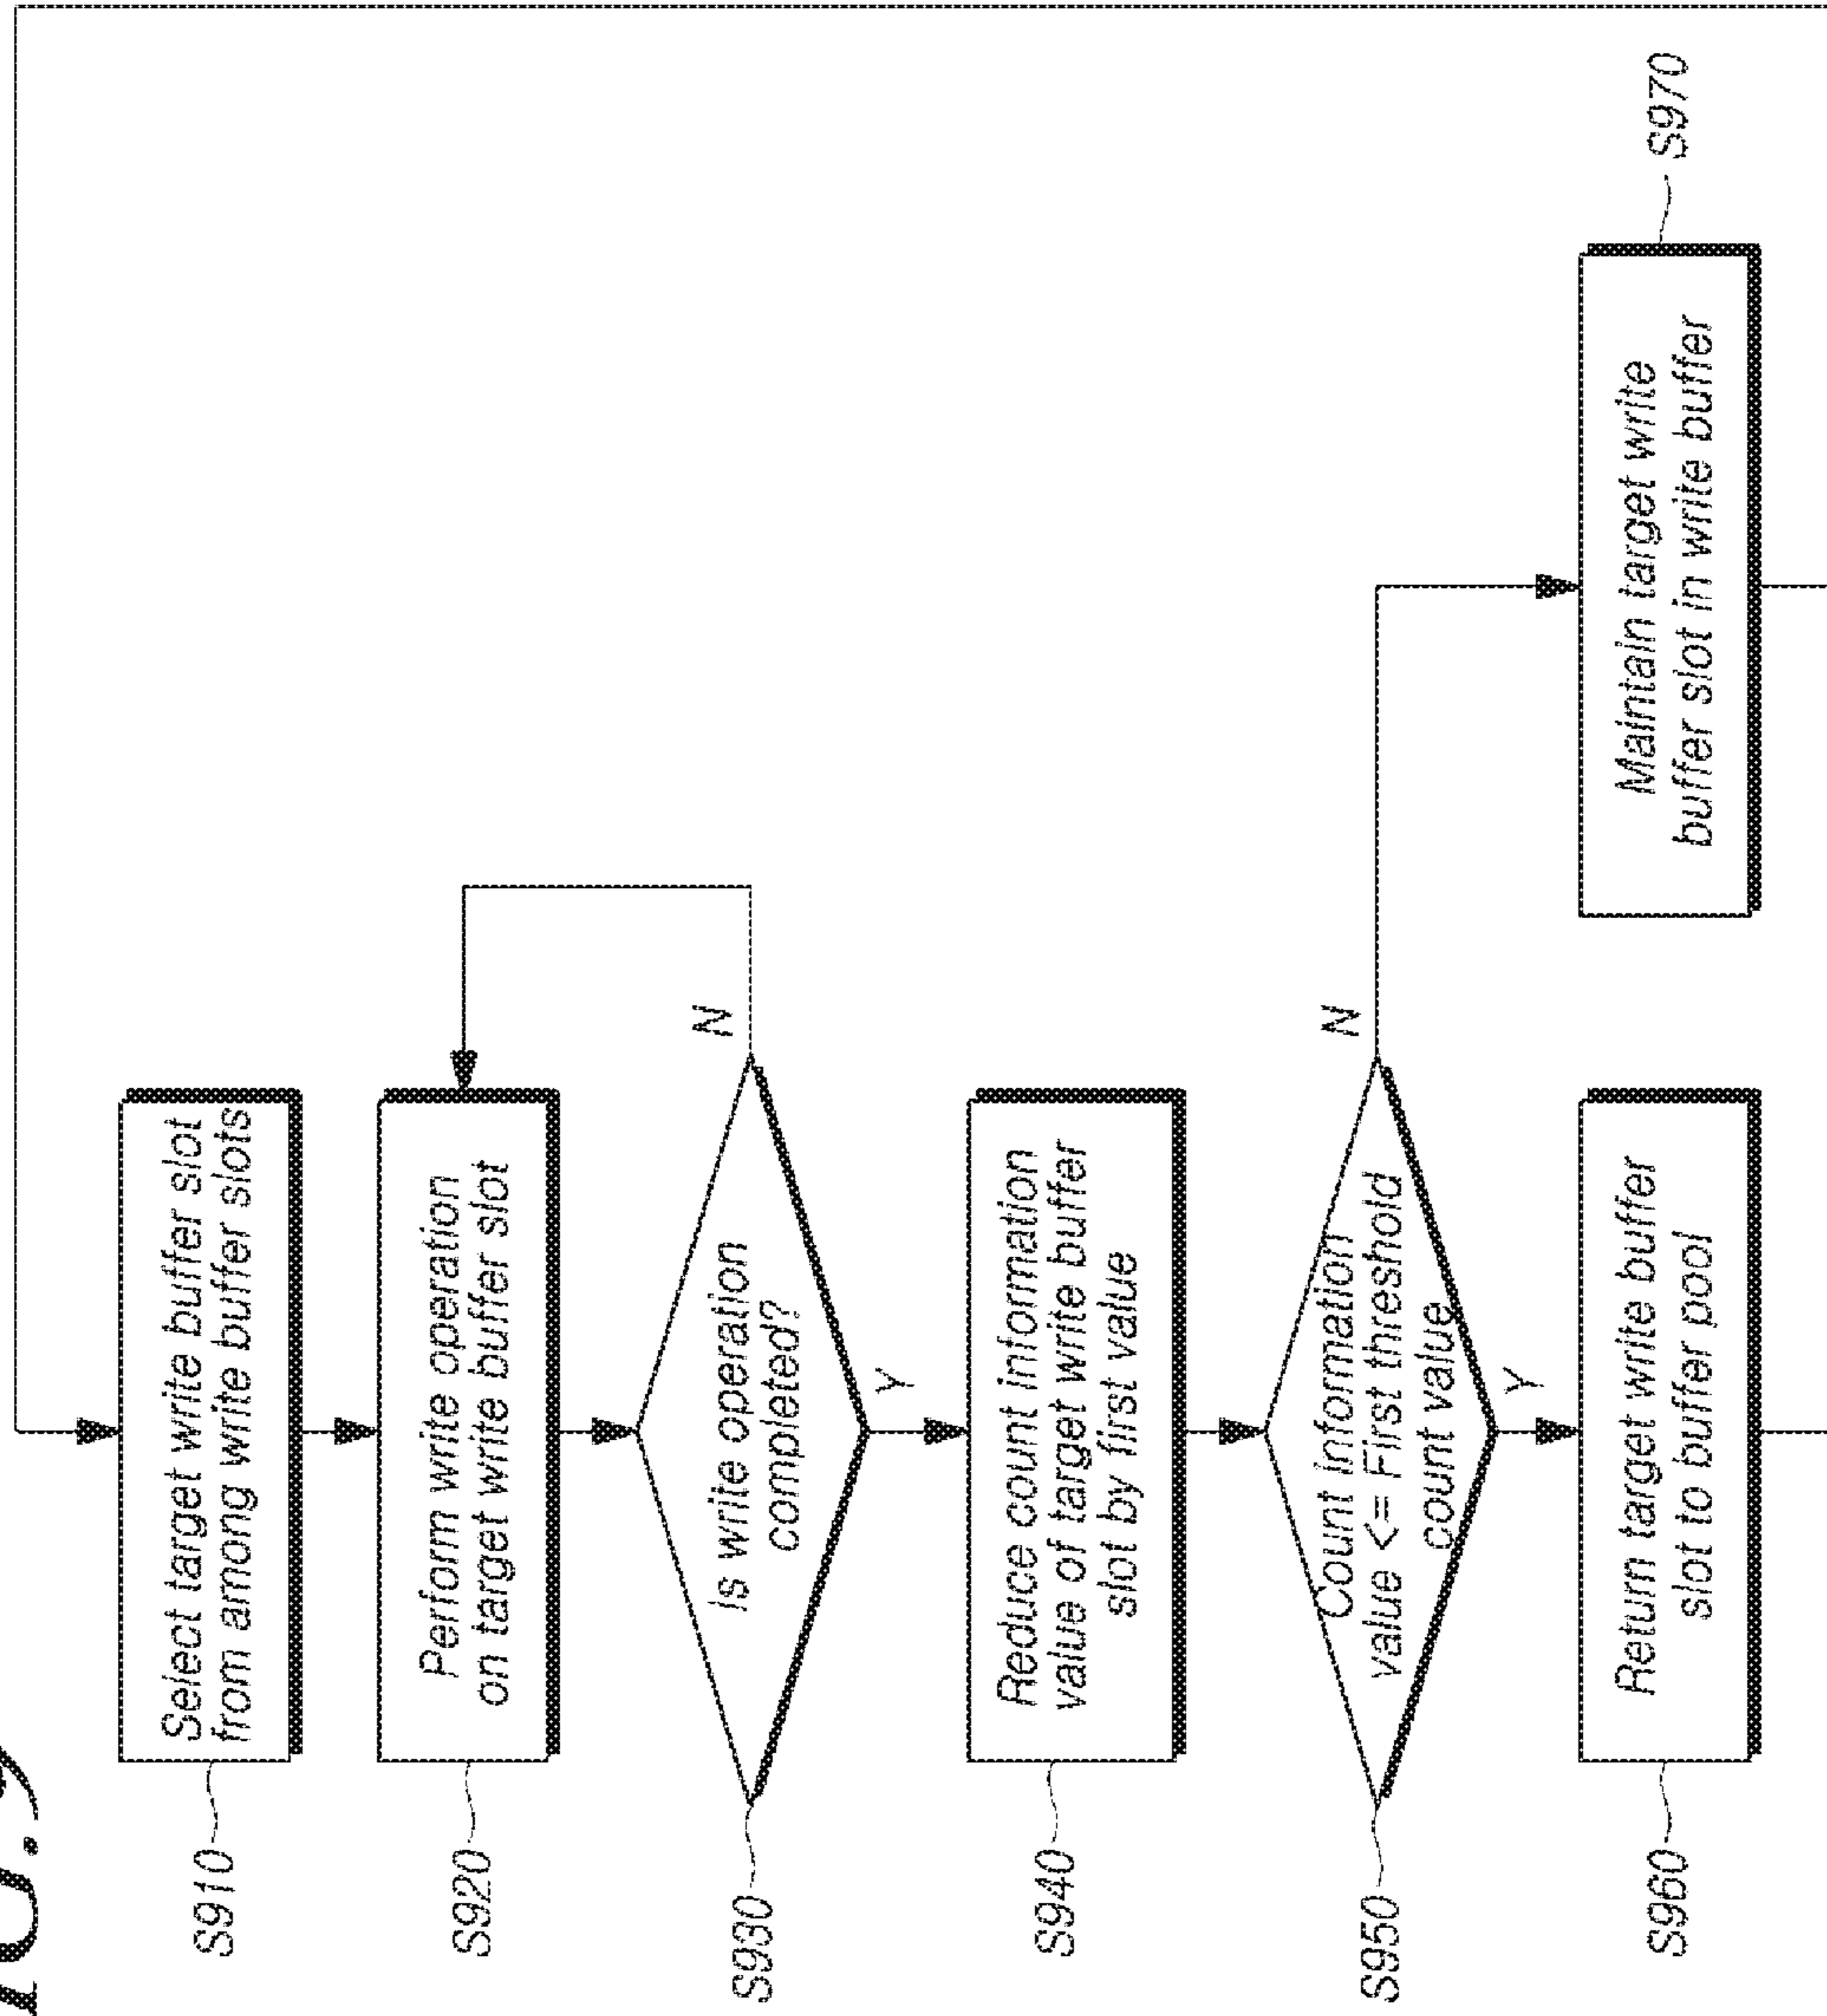 S910
Select target write buffer slot
from among write buffer slots
S920
Perform write operation
on target write buffer slot
S930
Is write operation
completed?
N
Y
S940
Reduce count information
value of target write buffer
slot by first value
S950
Count information
value <= First threshold
count value
N
Y
S960
Return target write buffer
slot to buffer pool
S970
Maintain target write
buffer slot in write buffer